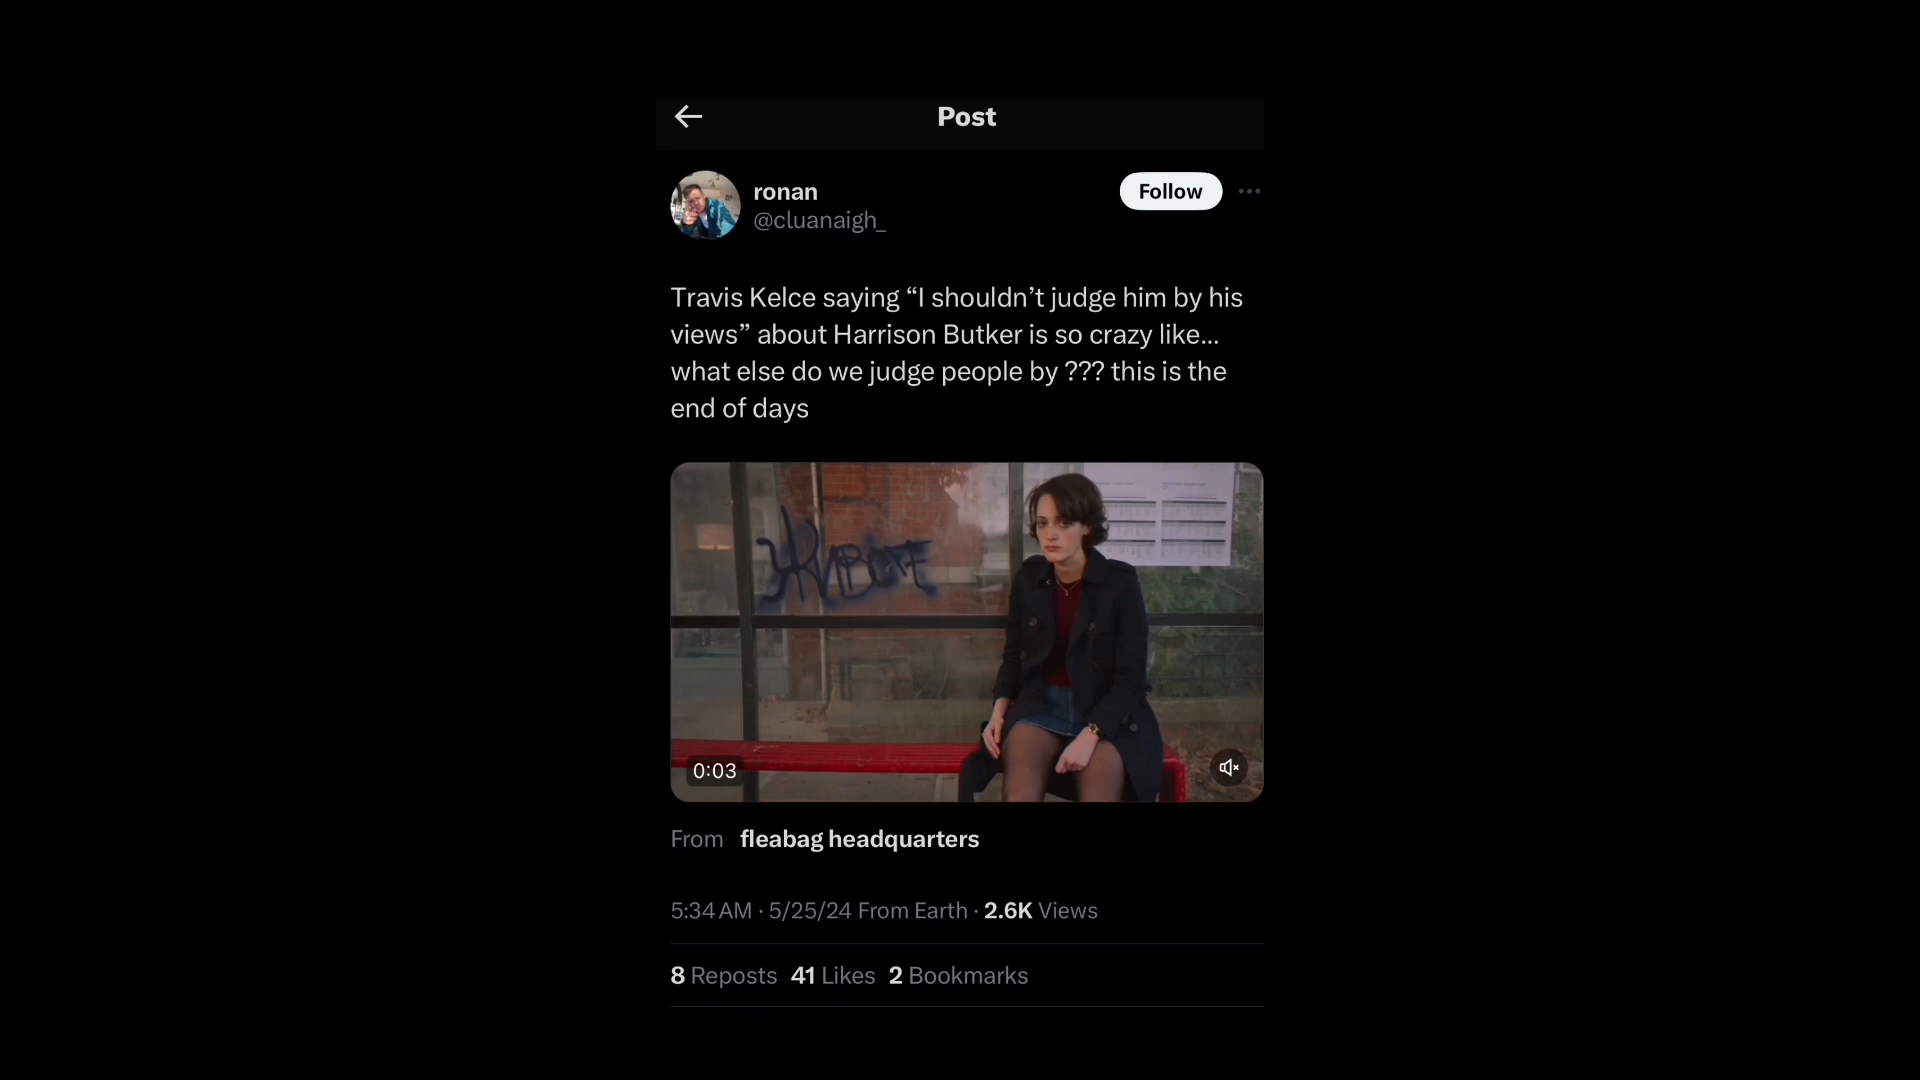 Post
ronan
Follow
@cluanaigh_
Travis Kelce saying “I shouldn’t judge him by his
views” about Harrison Butker is so crazy like...
what else do we judge people by ??? this is the
end of days
0:03
From fleabag headquarters
5:34 AM · 5/25/24 From Earth · 2.6K Views
8 Reposts 41 Likes 2 Bookmarks